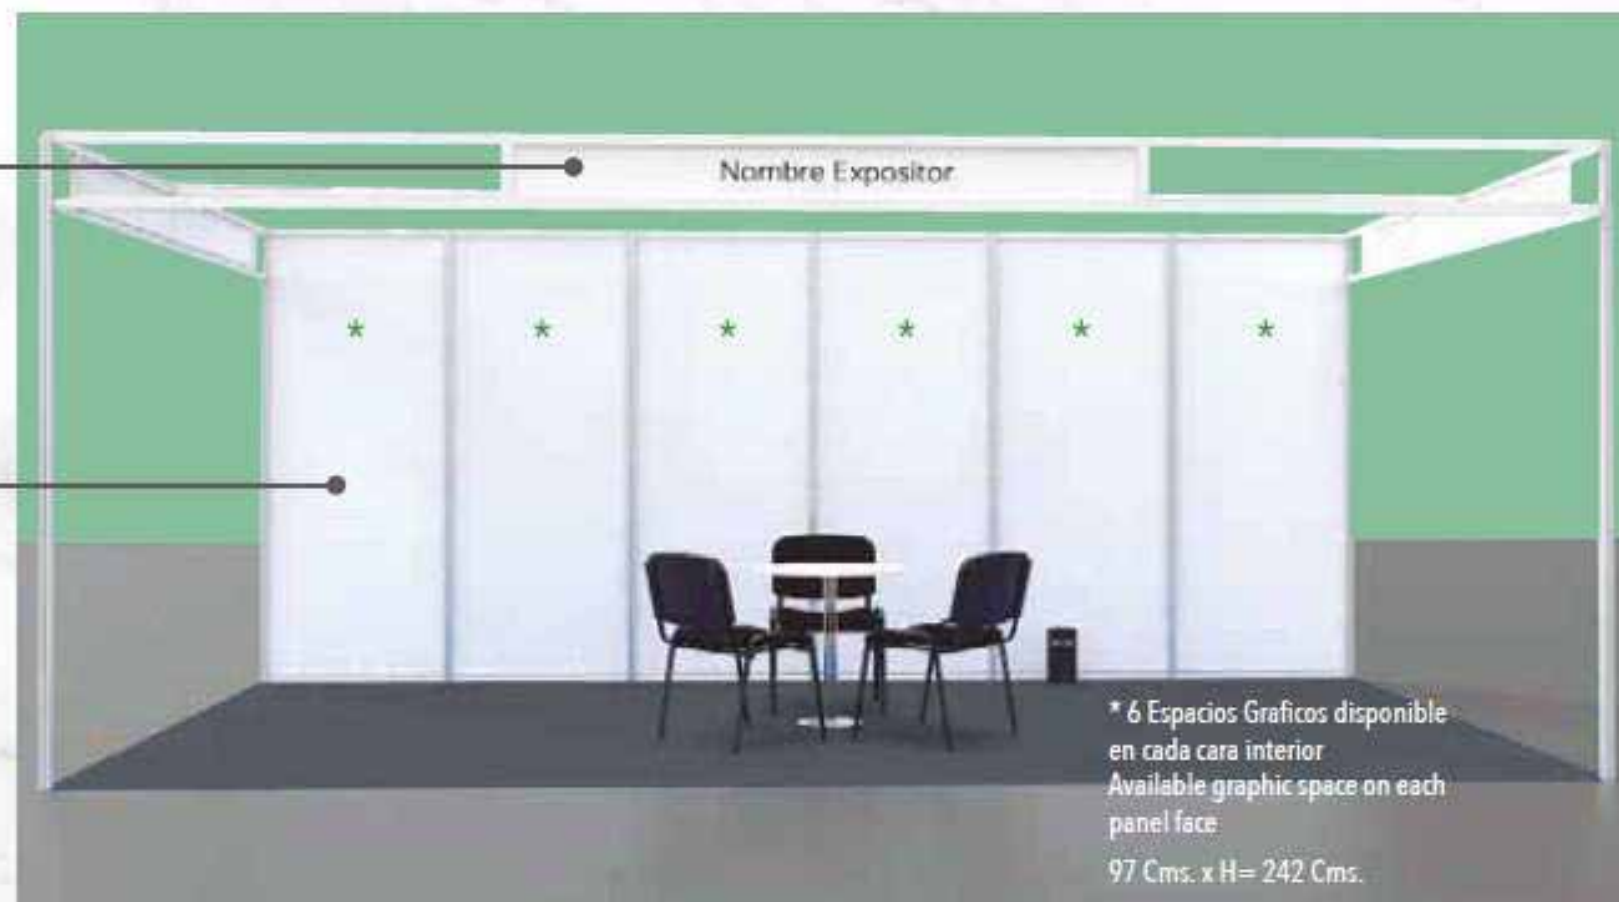 Nombre Expositor
* * * * * *
* 6 Espacios Graficos disponible
en cada cara interior
Available graphic space on each
panel face
97 Cms. x H= 242 Cms.